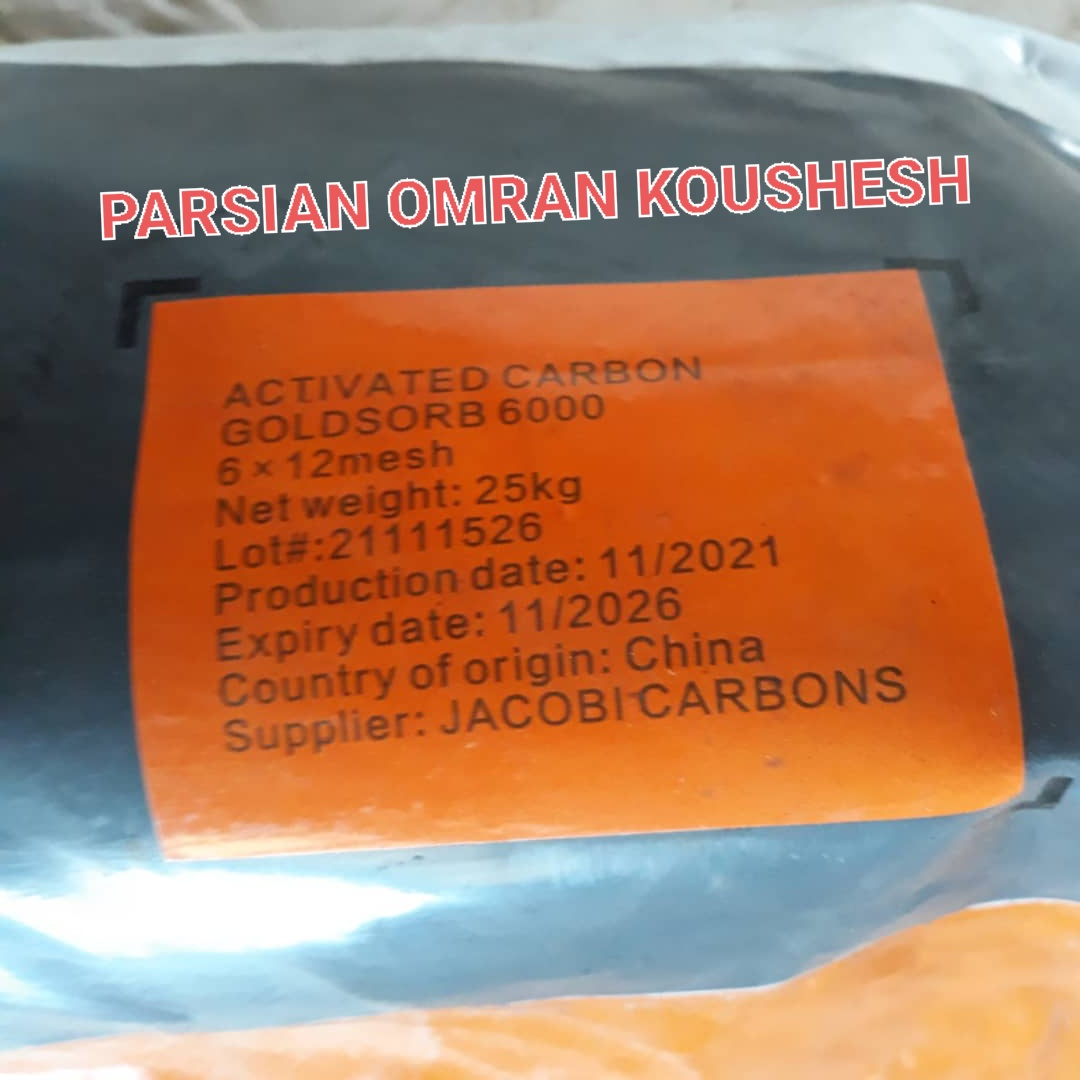 PARSIAN OMRAN KOUSHESH
ACTIVATED CARBON
GOLDSORB 6000
6 × 12mesh
Net weight: 25kg
Lot#:21111526
Production date: 11/2021
Expiry date: 11/2026
Country of origin: China
Supplier: JACOBI CARBONS